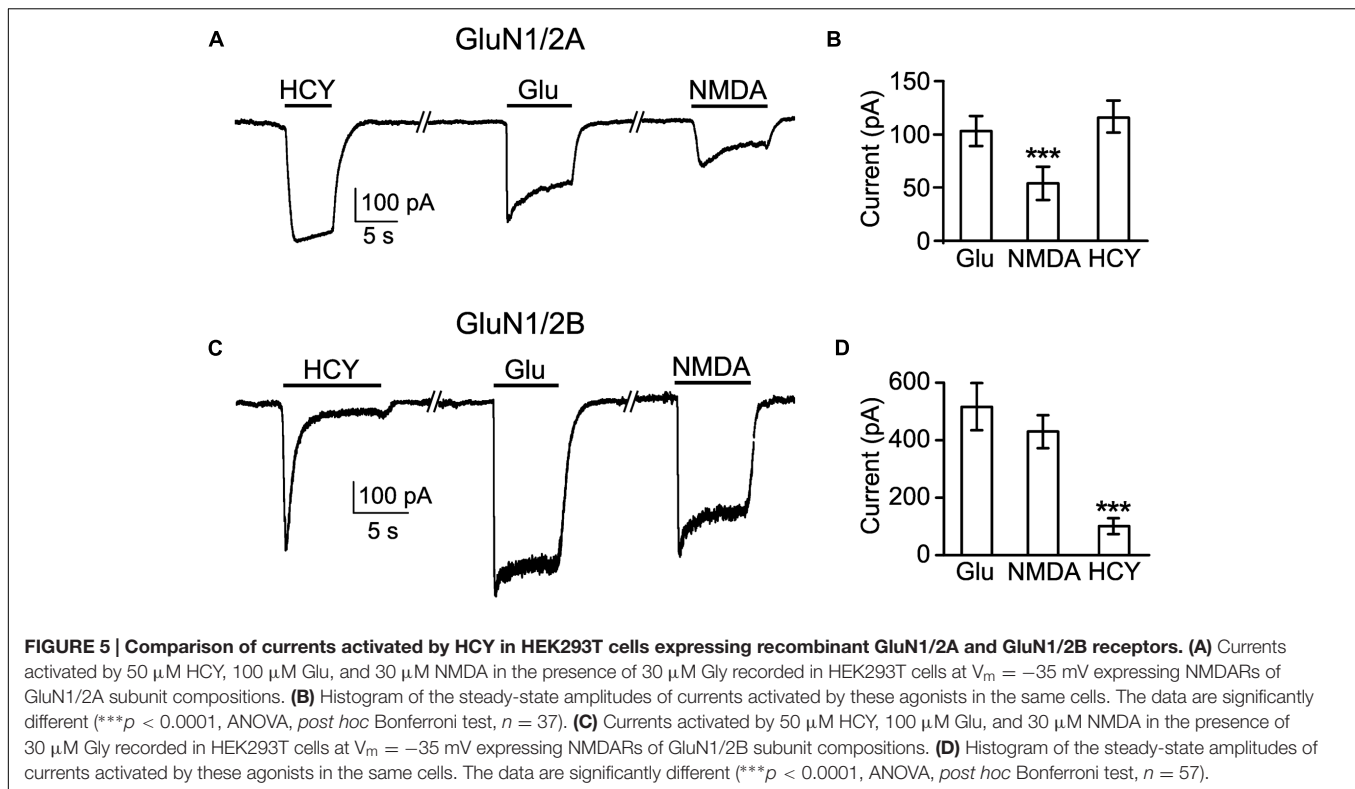 A
GluN1/2A
HCY
Glu
NMDA
100 pA
5 s
B
Current (pA)
150
100
50
0
***
Glu NMDA HCY
C
GluN1/2B
HCY
Glu
NMDA
100 pA
5 s
D
Current (pA)
600
400
200
0
***
Glu NMDA HCY
FIGURE 5 | Comparison of currents activated by HCY in HEK293T cells expressing recombinant GluN1/2A and GluN1/2B receptors. (A) Currents
activated by 50 μM HCY, 100 μM Glu, and 30 μM NMDA in the presence of 30 μM Gly recorded in HEK293T cells at Vm = −35 mV expressing NMDARs of
GluN1/2A subunit compositions. (B) Histogram of the steady-state amplitudes of currents activated by these agonists in the same cells. The data are significantly
different (***p < 0.0001, ANOVA, post hoc Bonferroni test, n = 37). (C) Currents activated by 50 μM HCY, 100 μM Glu, and 30 μM NMDA in the presence of
30 μM Gly recorded in HEK293T cells at Vm = −35 mV expressing NMDARs of GluN1/2B subunit compositions. (D) Histogram of the steady-state amplitudes of
currents activated by these agonists in the same cells. The data are significantly different (***p < 0.0001, ANOVA, post hoc Bonferroni test, n = 57).